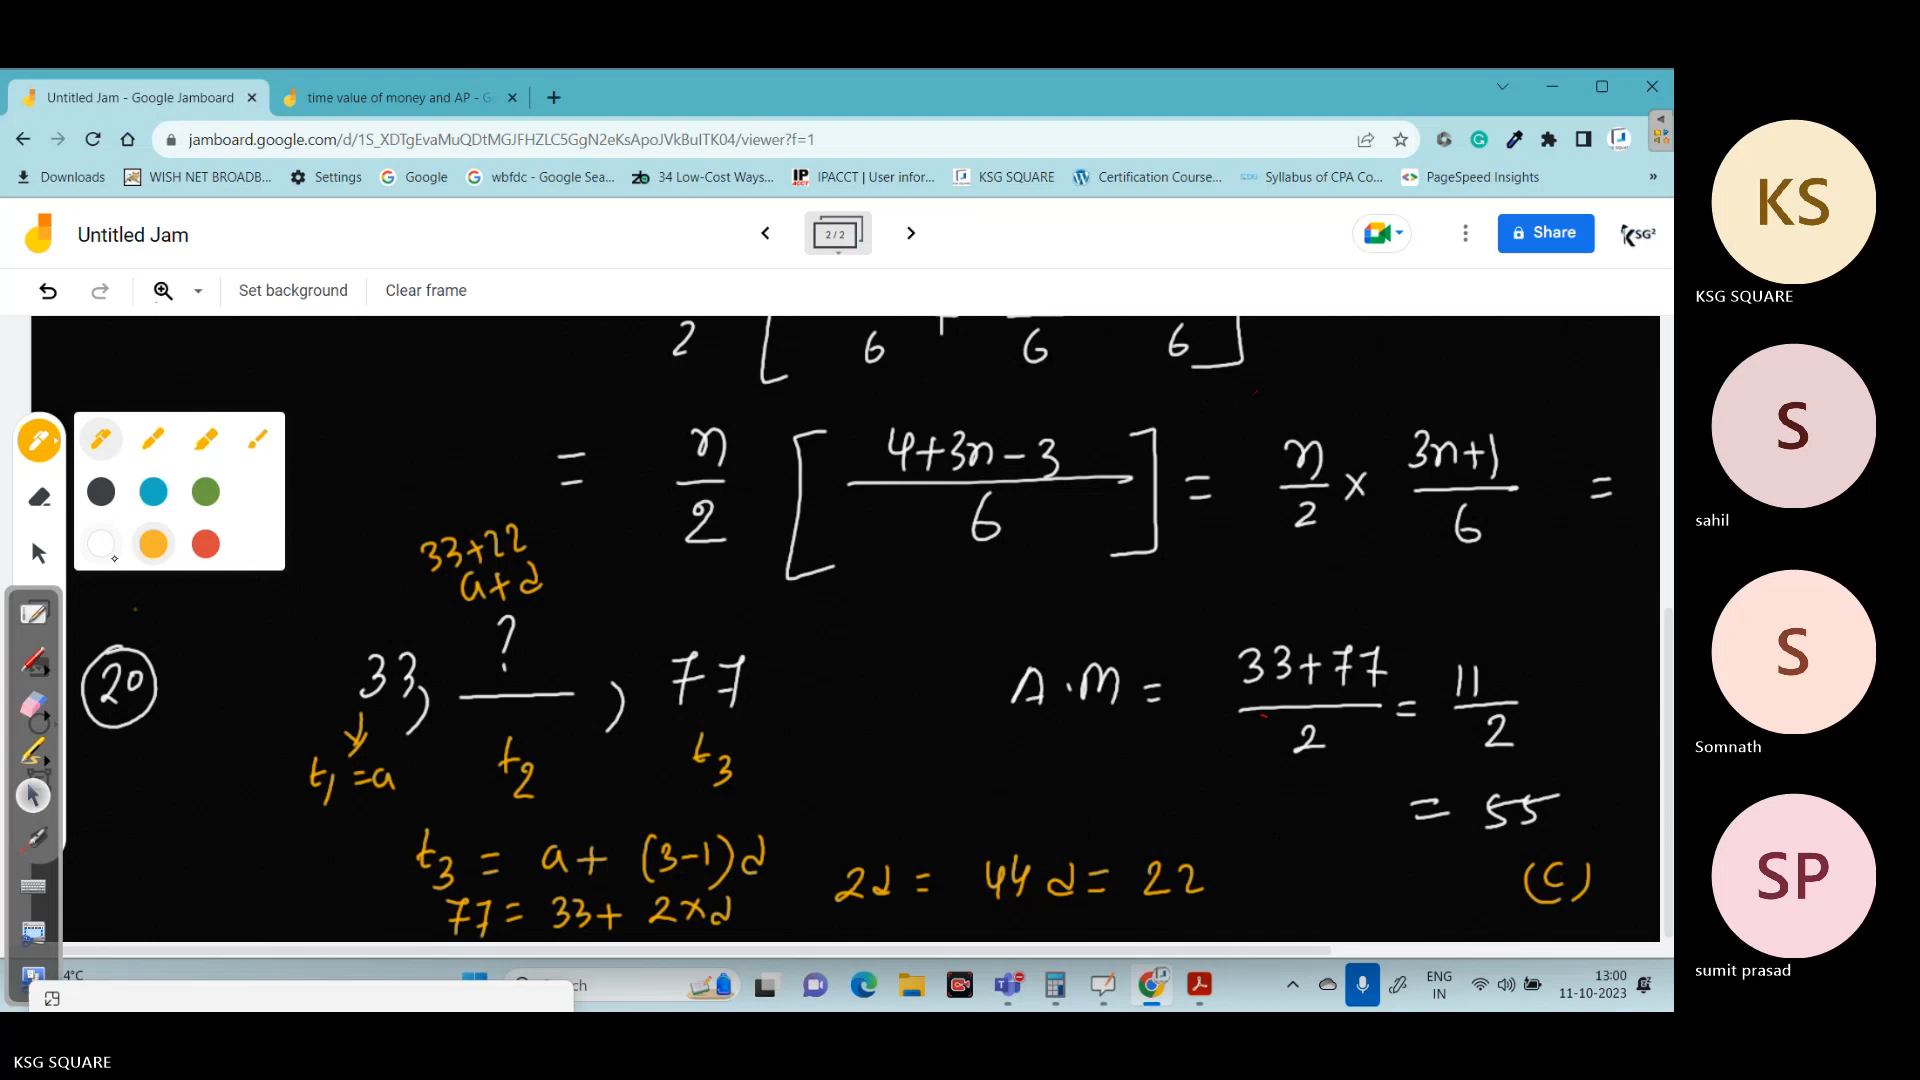 Untitled Jam - Google Jamboard
time value of money and AP - G
jamboard.google.com/d/1S_XDTgEvaMuQDtMGJFHZLC5GgN2eKsApoJVkBuITK04/viewer?f=1
Downloads WISH NET BROADB... Settings Google wbfdc - Google Sea... 34 Low-Cost Ways... IPACCT | User infor... KSG SQUARE Certification Course... Syllabus of CPA Co... PageSpeed Insights »
Untitled Jam
2 / 2
Share
KSG²
Set background Clear frame
2 [ 6 + 6 6 ]
= n/2 [ 4+3n-3 / 6 ] = n/2 × 3n+1 / 6 =
33+22
a+d
20 33, ? , 77
t1 = a t2 t3
A.M = 33+77 / 2 = 11 / 2
= 55
t3 = a + (3-1)d
77 = 33 + 2×d
2d = 44 d = 22
(C)
KS
KSG SQUARE
S
sahil
S
Somnath
SP
sumit prasad
4°C
ch
ENG
IN
13:00
11-10-2023
KSG SQUARE